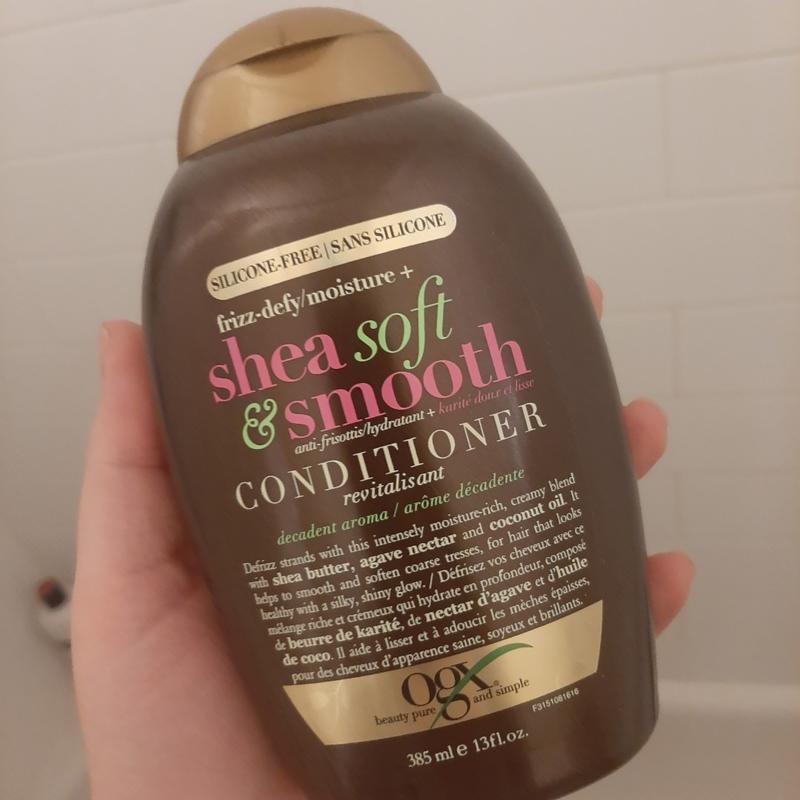 SILICONE-FREE | SANS SILICONE
frizz-defy/moisture +
shea soft
& smooth
anti-frisottis/hydratant + karité doux et lisse
CONDITIONER
revitalisant
decadent aroma / arôme décadente
Defrizz strands with this intensely moisture-rich, creamy blend
with shea butter, agave nectar and coconut oil. It
helps to smooth and soften coarse tresses, for hair that looks
healthy with a silky, shiny glow. / Défrisez vos cheveux avec ce
mélange riche et crémeux qui hydrate en profondeur, composé
de beurre de karité, de nectar d'agave et d'huile
de coco. Il aide à lisser et à adoucir les mèches épaisses,
pour des cheveux d'apparence saine, soyeux et brillants.
ogx®
beauty pure and simple
F3151081616
385 ml e 13fl.oz.